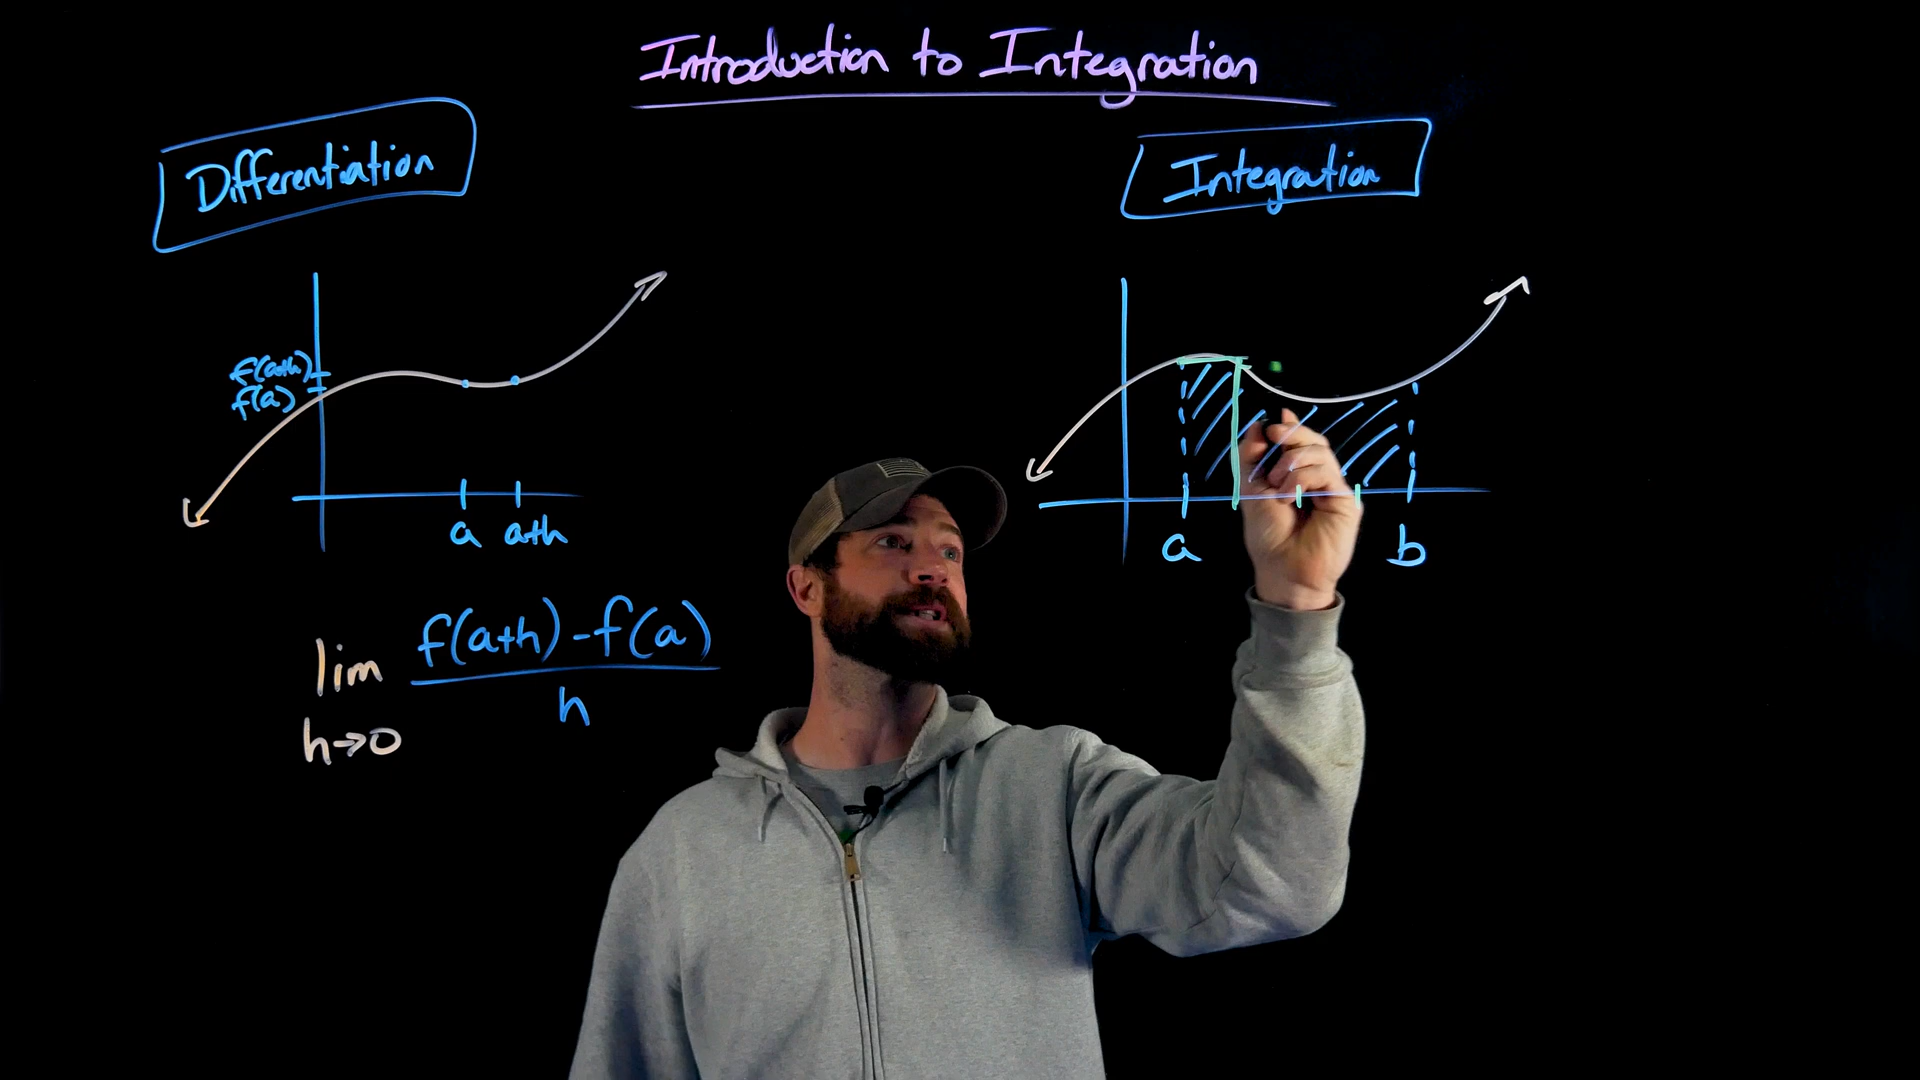 Introduction to Integration
Differentiation
f(a+h)
f(a)
a a+h
lim f(a+h)-f(a)
h→0 h
Integration
a b